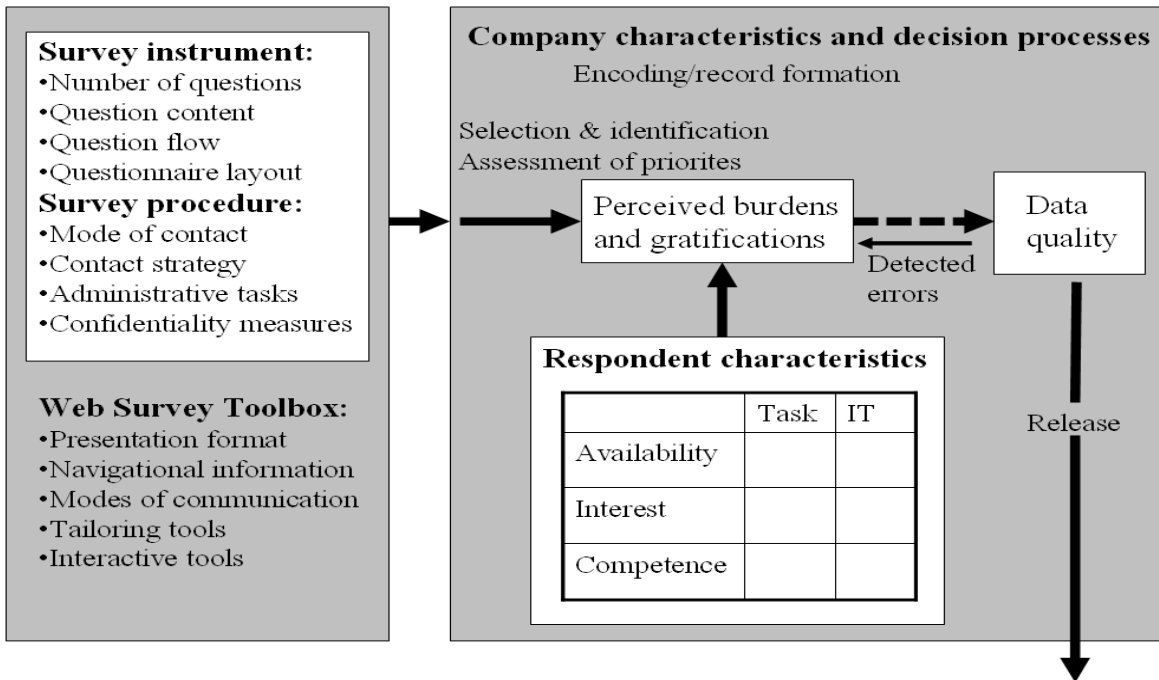 Survey instrument:
•Number of questions
•Question content
•Question flow
•Questionnaire layout
Survey procedure:
•Mode of contact
•Contact strategy
•Administrative tasks
•Confidentiality measures
Web Survey Toolbox:
•Presentation format
•Navigational information
•Modes of communication
•Tailoring tools
•Interactive tools
Company characteristics and decision processes
Encoding/record formation
Selection & identification
Assessment of priorites
Perceived burdens
and gratifications
Data
quality
Detected
errors
Respondent characteristics
Task IT
Availability
Interest
Competence
Release